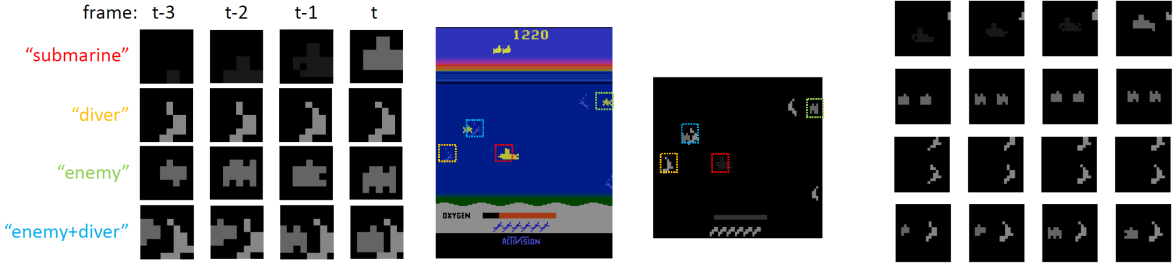 frame: t-3 t-2 t-1 t
“submarine”
“diver”
“enemy”
“enemy+diver”
1220
OXYGEN
ACTIVISION